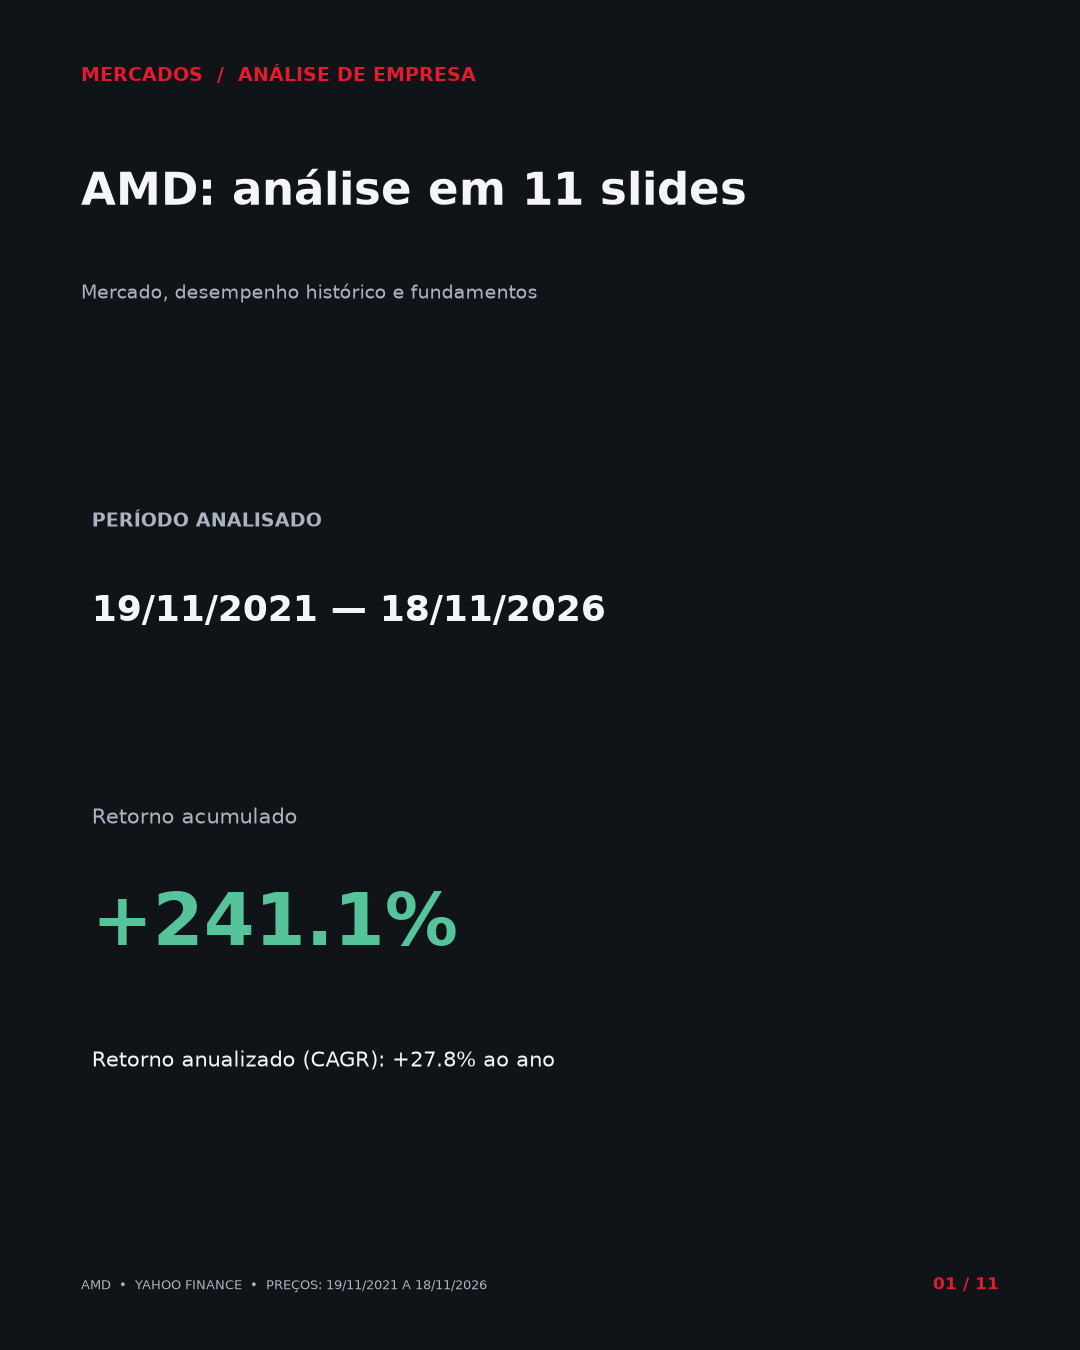 MERCADOS / ANÁLISE DE EMPRESA
AMD: análise em 11 slides
Mercado, desempenho histórico e fundamentos
PERÍODO ANALISADO
19/11/2021 — 18/11/2026
Retorno acumulado
+241.1%
Retorno anualizado (CAGR): +27.8% ao ano
AMD • YAHOO FINANCE • PREÇOS: 19/11/2021 A 18/11/2026
01 / 11